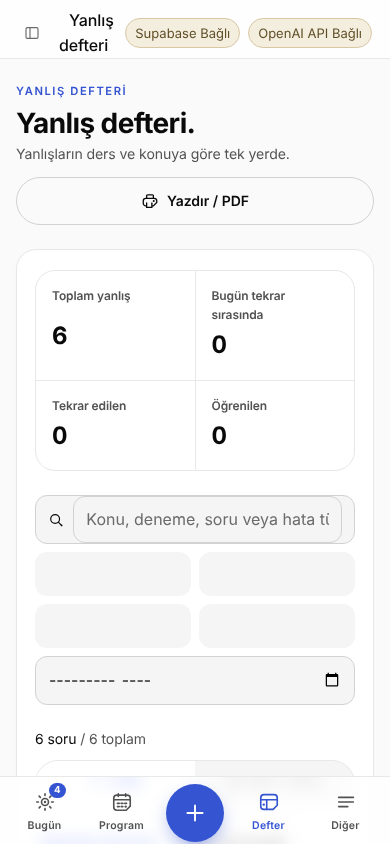 Yanlış
defteri
Supabase Bağlı
OpenAI API Bağlı
YANLIŞ DEFTERİ
Yanlış defteri.
Yanlışların ders ve konuya göre tek yerde.
Yazdır / PDF
Toplam yanlış
6
Bugün tekrar
sırasında
0
Tekrar edilen
0
Öğrenilen
0
Konu, deneme, soru veya hata tü
--------- ----
6 soru / 6 toplam
4
Bugün
Program
Defter
Diğer